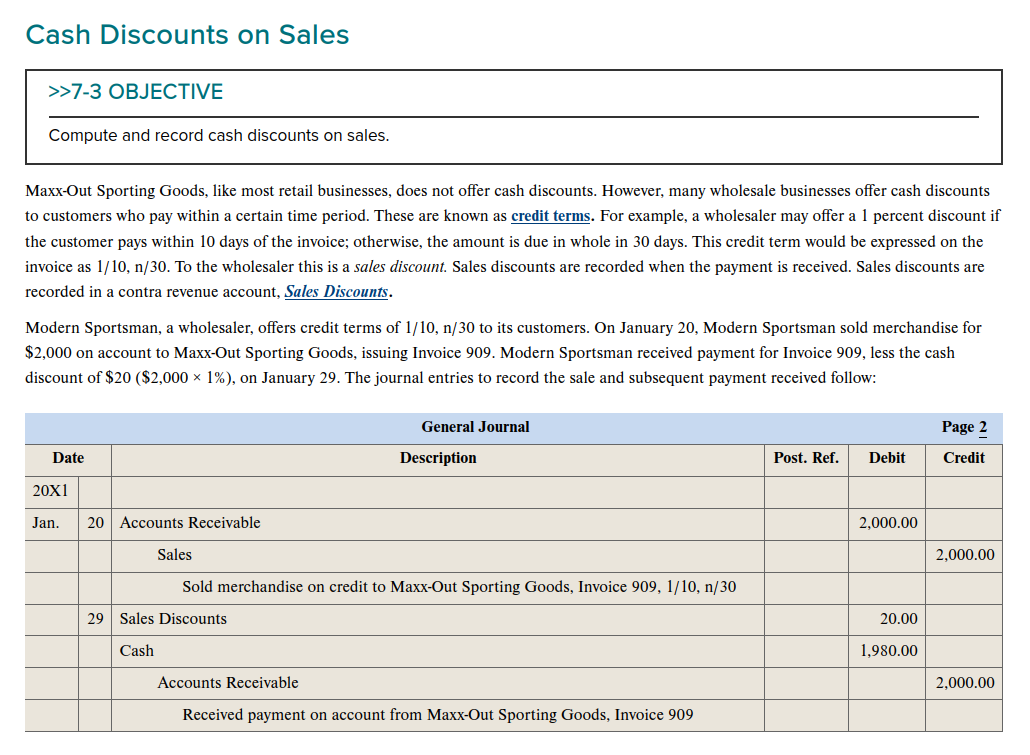 Cash Discounts on Sales
>>7-3 OBJECTIVE
Compute and record cash discounts on sales.
Maxx-Out Sporting Goods, like most retail businesses, does not offer cash discounts. However, many wholesale businesses offer cash discounts
to customers who pay within a certain time period. These are known as credit terms. For example, a wholesaler may offer a 1 percent discount if
the customer pays within 10 days of the invoice; otherwise, the amount is due in whole in 30 days. This credit term would be expressed on the
invoice as 1/10, n/30. To the wholesaler this is a sales discount. Sales discounts are recorded when the payment is received. Sales discounts are
recorded in a contra revenue account, Sales Discounts.
Modern Sportsman, a wholesaler, offers credit terms of 1/10, n/30 to its customers. On January 20, Modern Sportsman sold merchandise for
$2,000 on account to Maxx-Out Sporting Goods, issuing Invoice 909. Modern Sportsman received payment for Invoice 909, less the cash
discount of $20 ($2,000 × 1%), on January 29. The journal entries to record the sale and subsequent payment received follow:
General Journal Page 2
Date Description Post. Ref. Debit Credit
20X1
Jan. 20 Accounts Receivable 2,000.00
Sales 2,000.00
Sold merchandise on credit to Maxx-Out Sporting Goods, Invoice 909, 1/10, n/30
29 Sales Discounts 20.00
Cash 1,980.00
Accounts Receivable 2,000.00
Received payment on account from Maxx-Out Sporting Goods, Invoice 909